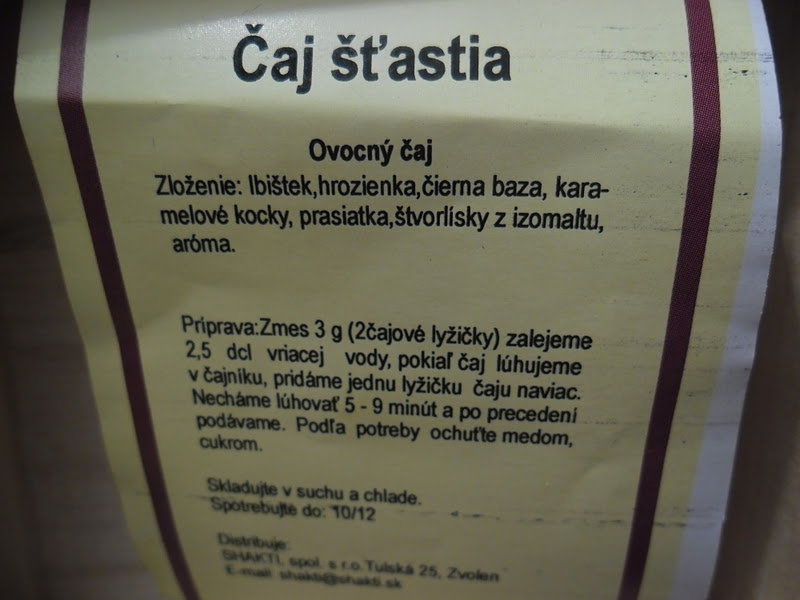 Čaj šťastia
Ovocný čaj
Zloženie: Ibištek,hrozienka,čierna baza, kara-
melové kocky, prasiatka,štvorlísky z izomaltu,
aróma.
Príprava:Zmes 3 g (2čajové lyžičky) zalejeme
2,5 dcl vriacej vody, pokiaľ čaj lúhujeme
v čajníku, pridáme jednu lyžičku čaju naviac.
Necháme lúhovať 5 - 9 minút a po precedení
podávame. Podľa potreby ochuťte medom,
cukrom.
Skladujte v suchu a chlade.
Spotrebujte do: 10/12
Distribuje:
SHAKTI, spol. s r.o.Tulská 25, Zvolen
E-mail: shakti@shakti.sk